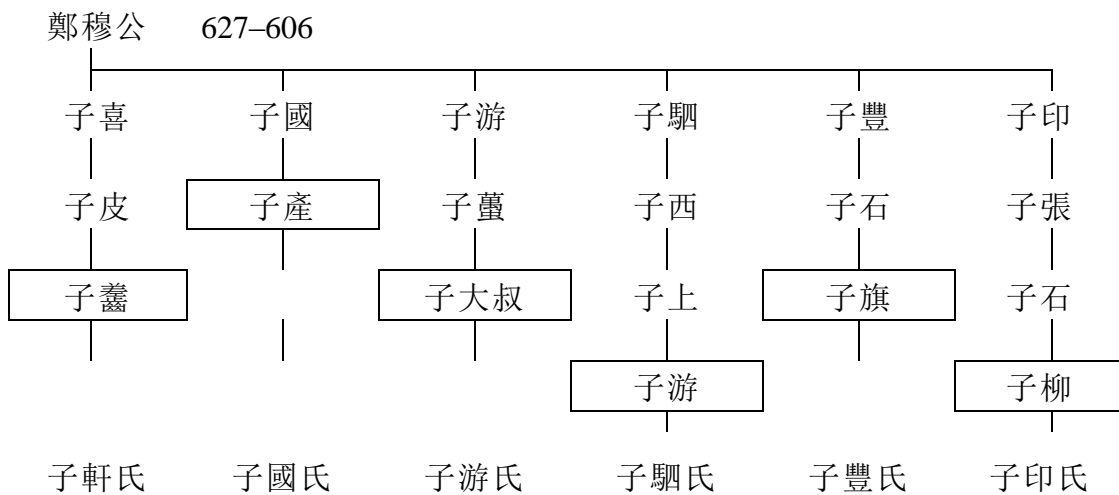 鄭穆公 627–606
子喜 子國 子游 子駟 子豐 子印
子皮 子產 子蠆 子西 子石 子張
子齹 子大叔 子上 子旗 子石
子游 子柳
子軒氏 子國氏 子游氏 子駟氏 子豐氏 子印氏